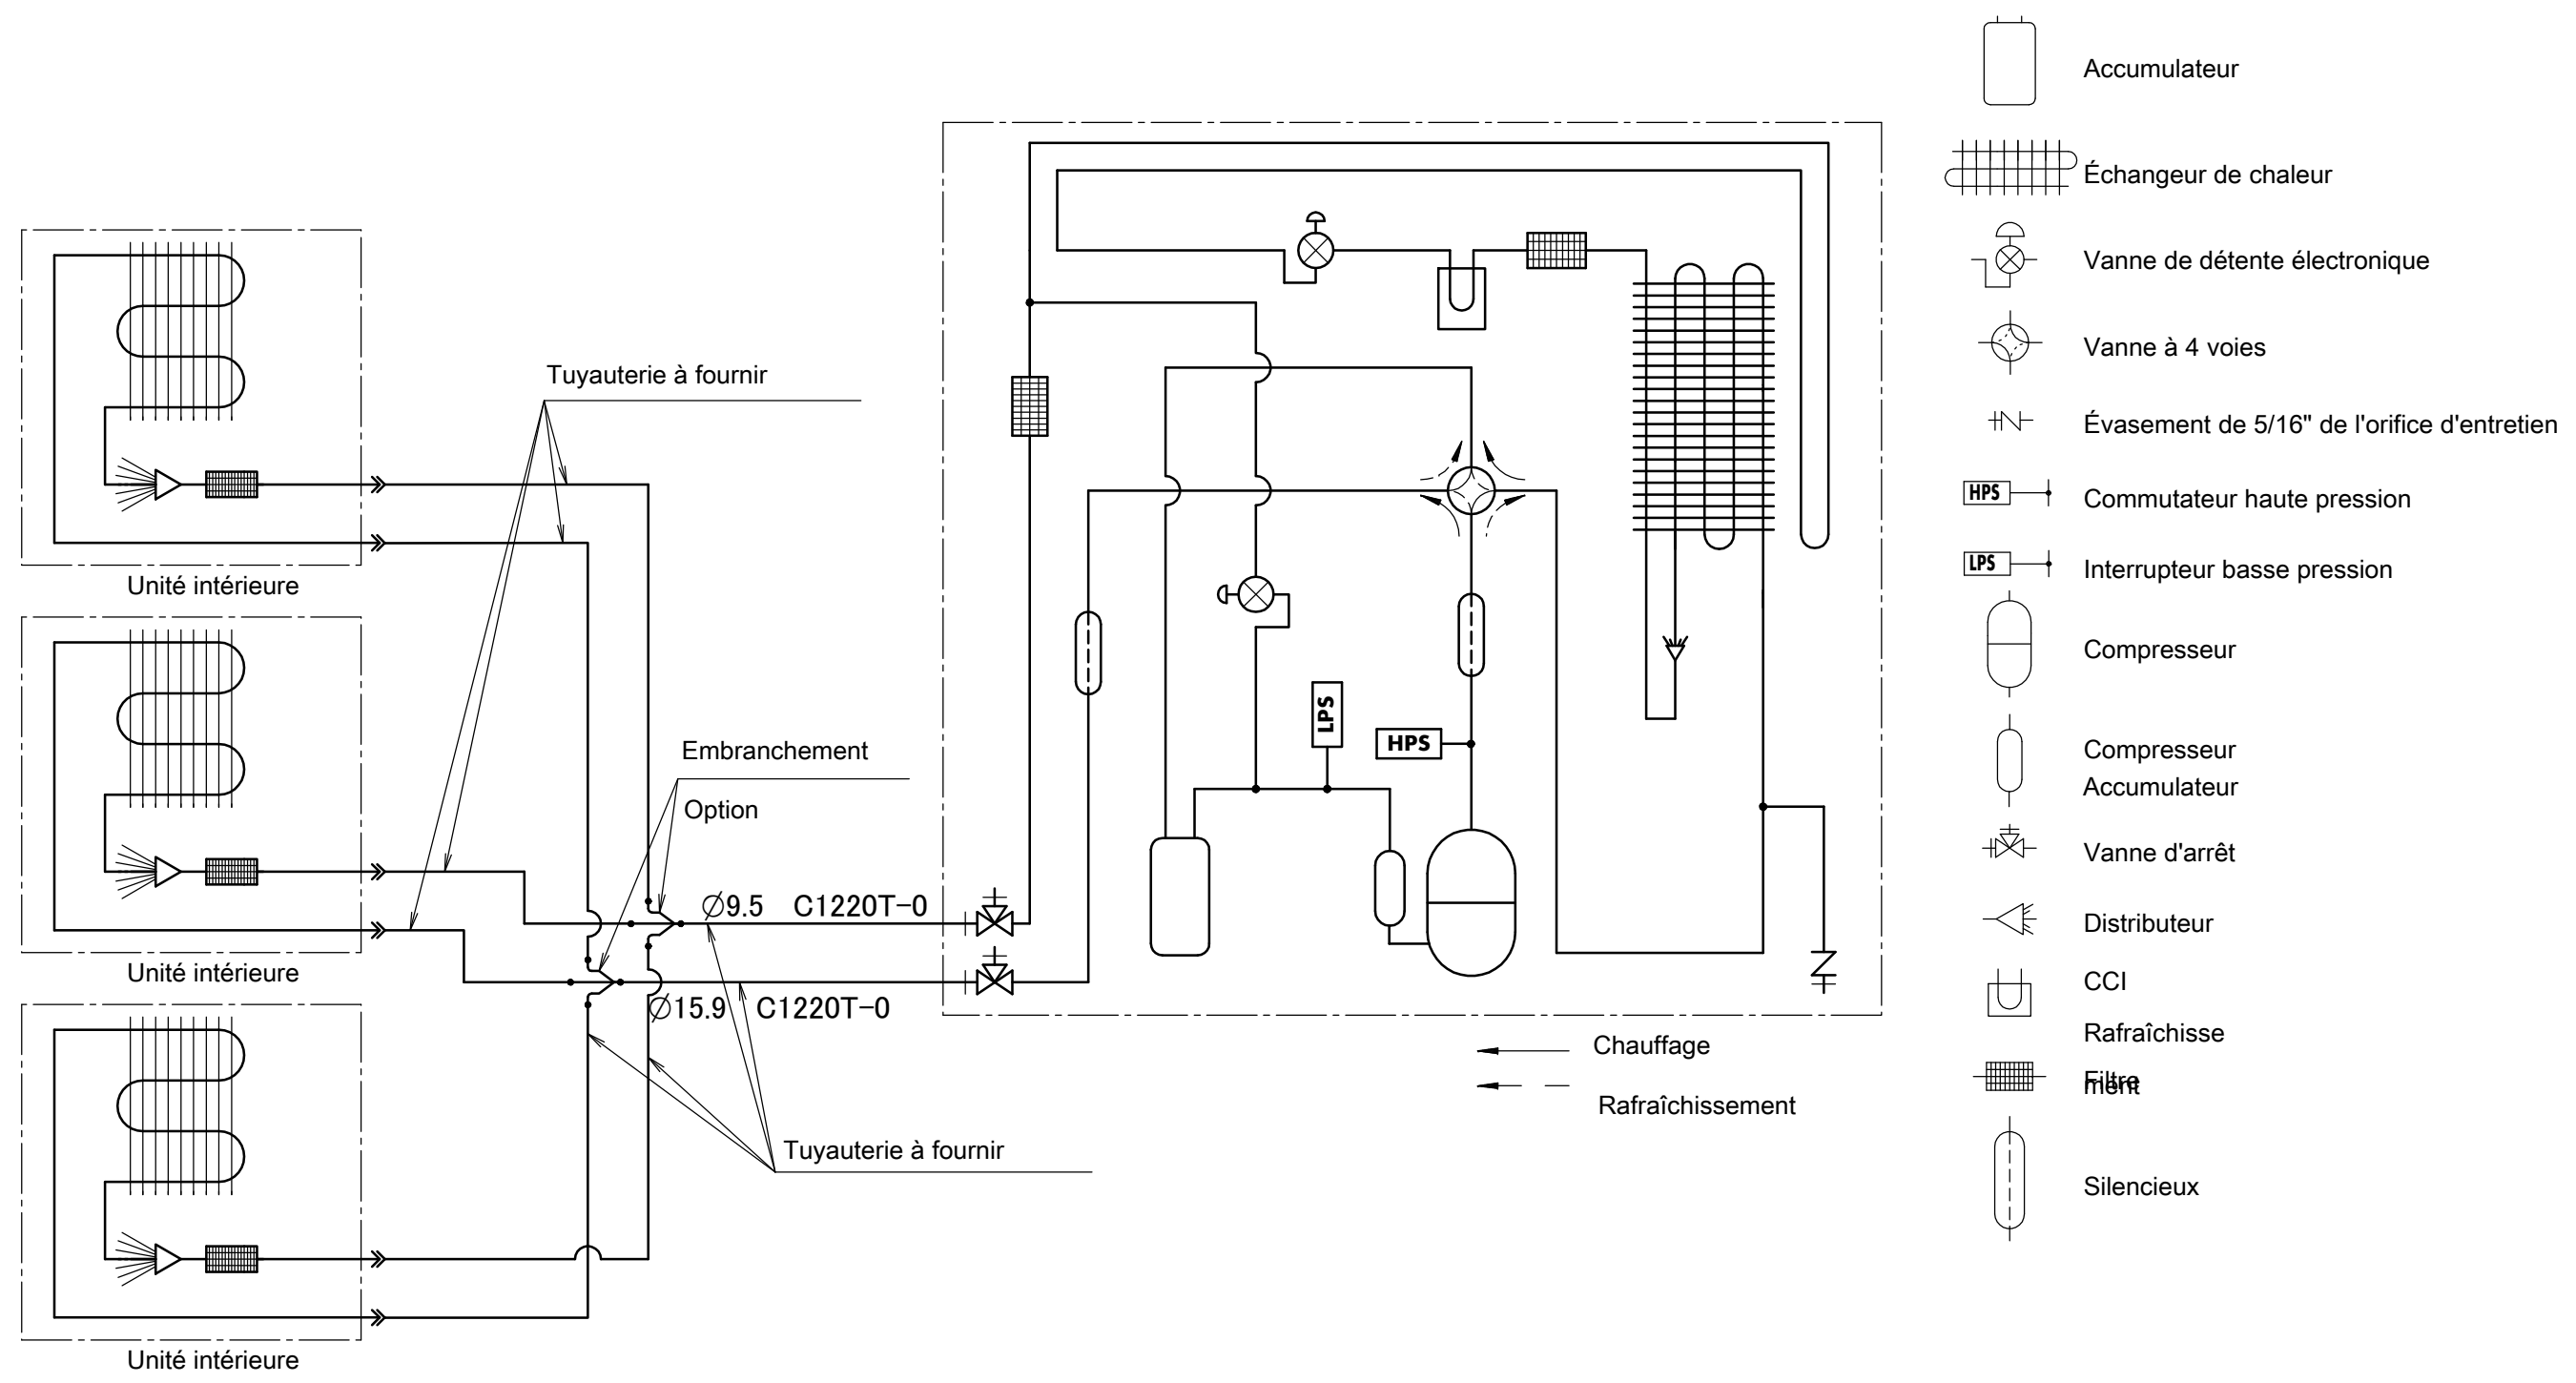 Tuyauterie à fournir
Unité intérieure
Embranchement
Option
Ø9.5 C1220T-0
Unité intérieure
Ø15.9 C1220T-0
Tuyauterie à fournir
Unité intérieure
LPS
HPS
Chauffage
Rafraîchissement
Accumulateur
Échangeur de chaleur
Vanne de détente électronique
Vanne à 4 voies
Évasement de 5/16" de l'orifice d'entretien
HPS Commutateur haute pression
LPS Interrupteur basse pression
Compresseur
Compresseur
Accumulateur
Vanne d'arrêt
Distributeur
CCI
Rafraîchisse
ment
Filtre
Silencieux